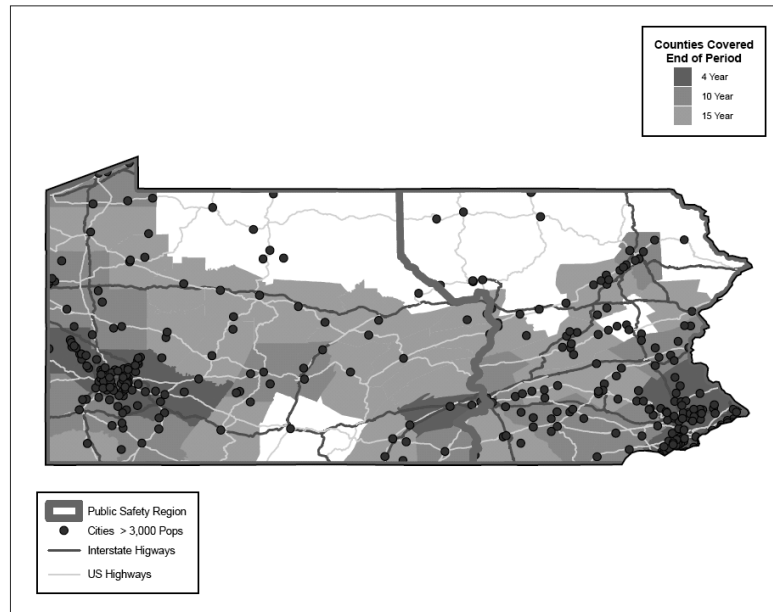 Counties Covered
End of Period
4 Year
10 Year
15 Year
Public Safety Region
Cities > 3,000 Pops
Interstate Higways
US Highways